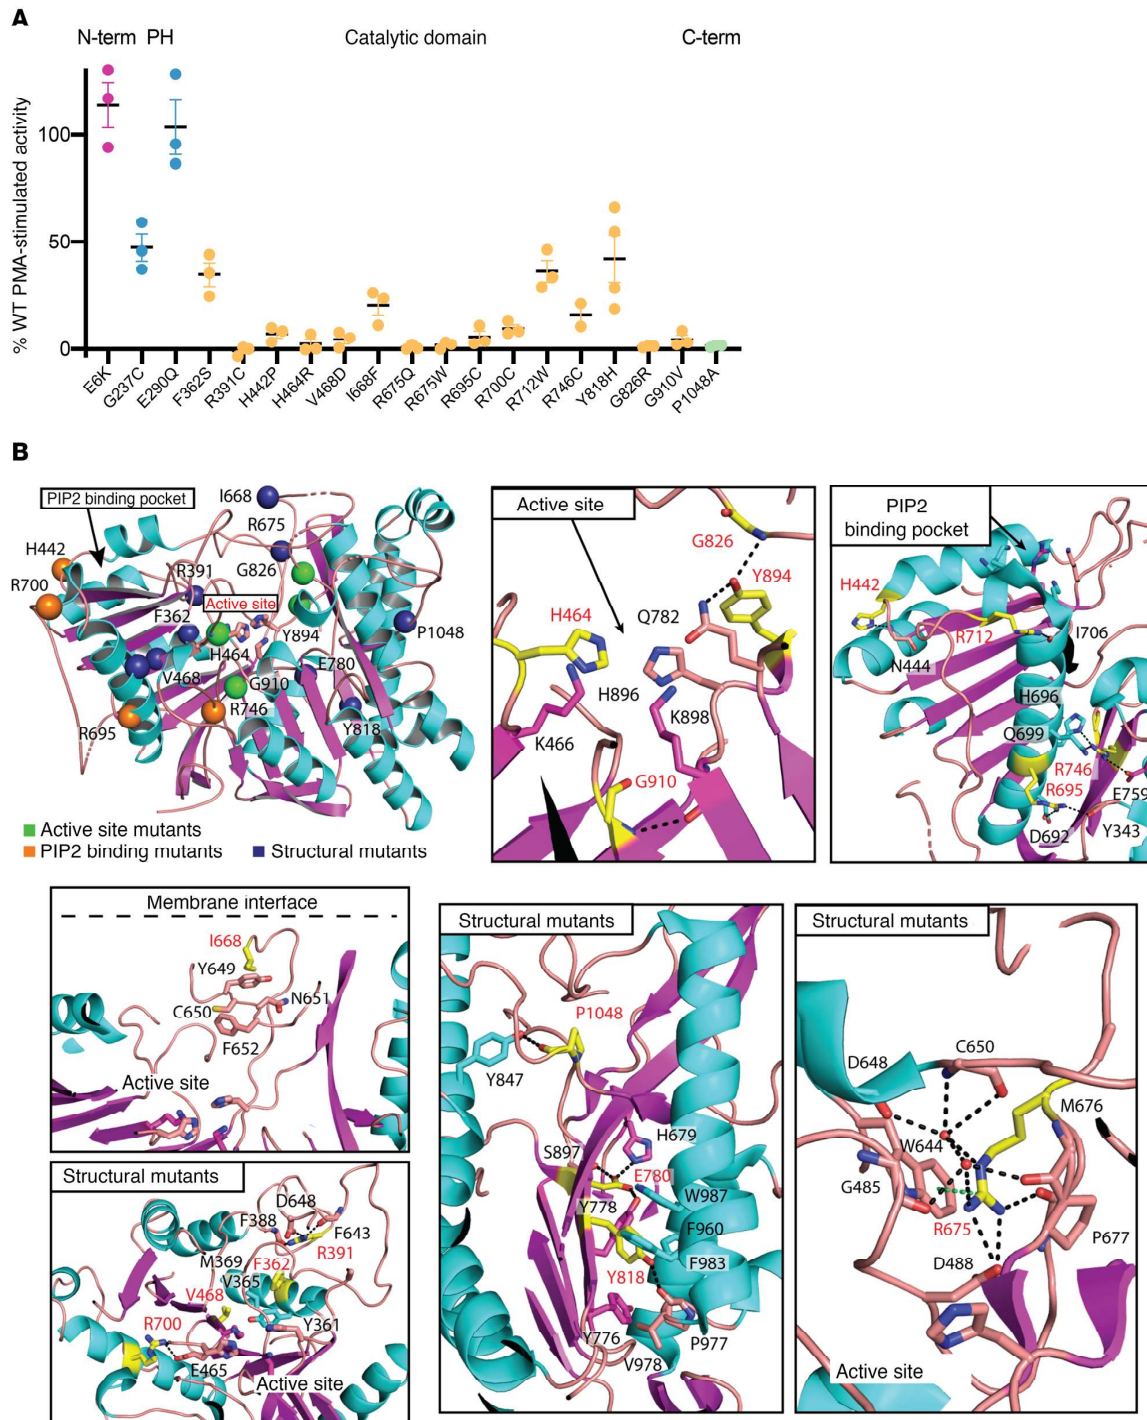 A
N-term PH Catalytic domain C-term
% WT PMA-stimulated activity
100
50
0
E6K G237C E290Q F362S R391C H442P H464R V468D I668F R675Q R675W R695C R700C R712W R746C Y818H G826R G910V P1048A
B
PIP2 binding pocket
I668
R675
H442
G826
R391
R700
Active site
F362
P1048
Y894
H464
E780
V468
G910
R746
R695
Y818
Active site mutants
PIP2 binding mutants Structural mutants
Active site
G826
Y894
H464
Q782
H896
K898
K466
G910
PIP2
binding pocket
H442
R712
I706
N444
H696
Q699
R746
R695
E759
D692
Y343
Membrane interface
I668
Y649
N651
C650
F652
Active site
Structural mutants
D648
F388
F643
R391
M369
F362
V365
V468
R700
Y361
E465
Active site
Structural mutants
P1048
Y847
H679
S897
E780
W987
Y778
F960
F983
Y818
Y776
P977
V978
Structural mutants
C650
D648
M676
W644
G485
R675
P677
D488
Active site